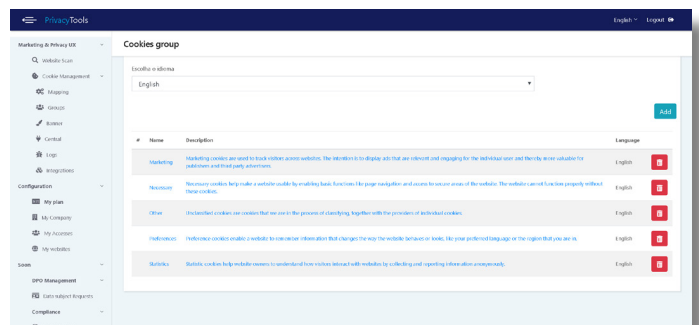 PrivacyTools
English
Logout
Marketing & Privacy UX
Cookies group
Website Scan
Cookie Management
Mapping
Groups
Banner
Central
Logs
Integrations
Configuration
My plan
My Company
My Accesses
My websites
Soon
DPO Management
Data subject Requests
Compliance
Escolha o idioma
English
Add
# Name Description Language
Marketing Marketing cookies are used to track visitors across websites. The intention is to display ads that are relevant and engaging for the individual user and thereby more valuable for
publishers and third party advertisers. English
Necessary Necessary cookies help make a website usable by enabling basic functions like page navigation and access to secure areas of the website. The website cannot function properly without
these cookies. English
Other Unclassified cookies are cookies that we are in the process of classifying, together with the providers of individual cookies. English
Preferences Preference cookies enable a website to remember information that changes the way the website behaves or looks, like your preferred language or the region that you are in. English
Statistics Statistic cookies help website owners to understand how visitors interact with websites by collecting and reporting information anonymously. English